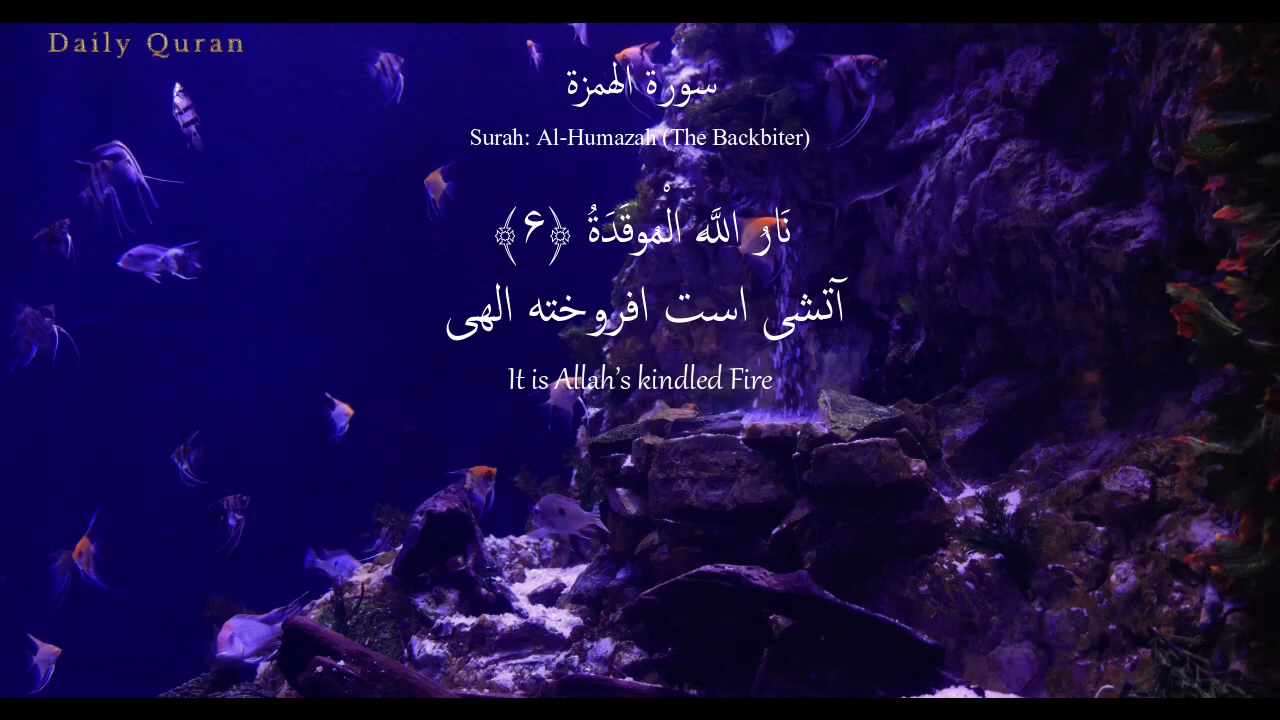 Daily Quran
سورة الهمزة
Surah: Al-Humazah (The Backbiter)
نَارُ اللَّهِ الْمُوقَدَةُ ﴿۶﴾
آتشی است افروخته الهی
It is Allah's kindled Fire